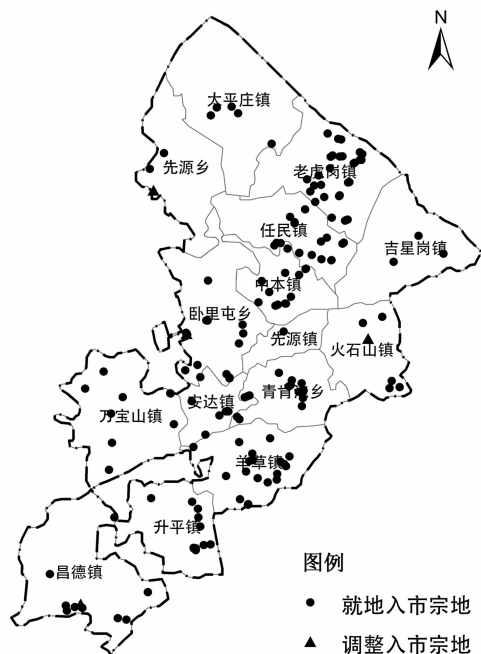 N
大平庄镇
先源乡
老虎岗镇
任民镇
吉星岗镇
中本镇
卧里屯乡
先源镇
火石山镇
安达镇
青肯泡乡
万宝山镇
羊草镇
升平镇
昌德镇
图例
就地入市宗地
调整入市宗地